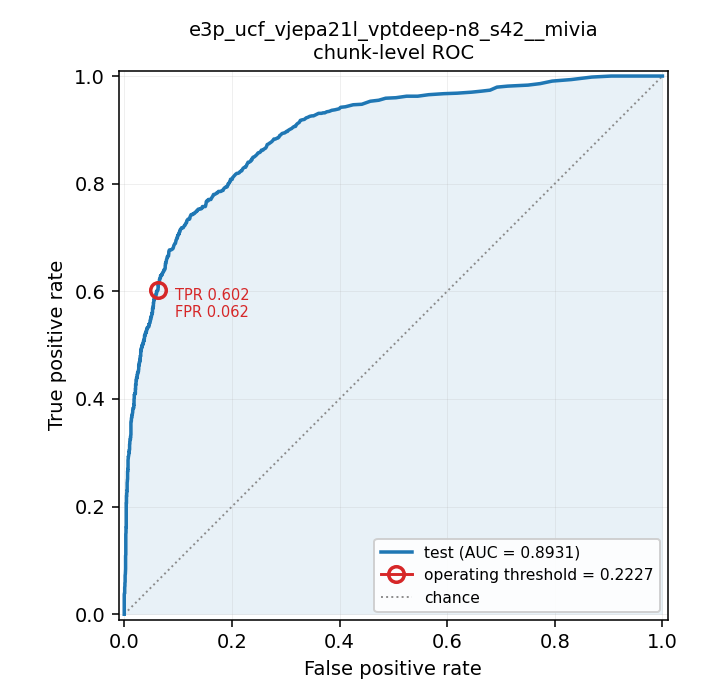 e3p_ucf_vjepa21l_vptdeep-n8_s42__mivia
chunk-level ROC
1.0
0.8
0.6
0.4
0.2
0.0
True positive rate
TPR 0.602
FPR 0.062
test (AUC = 0.8931)
operating threshold = 0.2227
chance
0.0 0.2 0.4 0.6 0.8 1.0
False positive rate